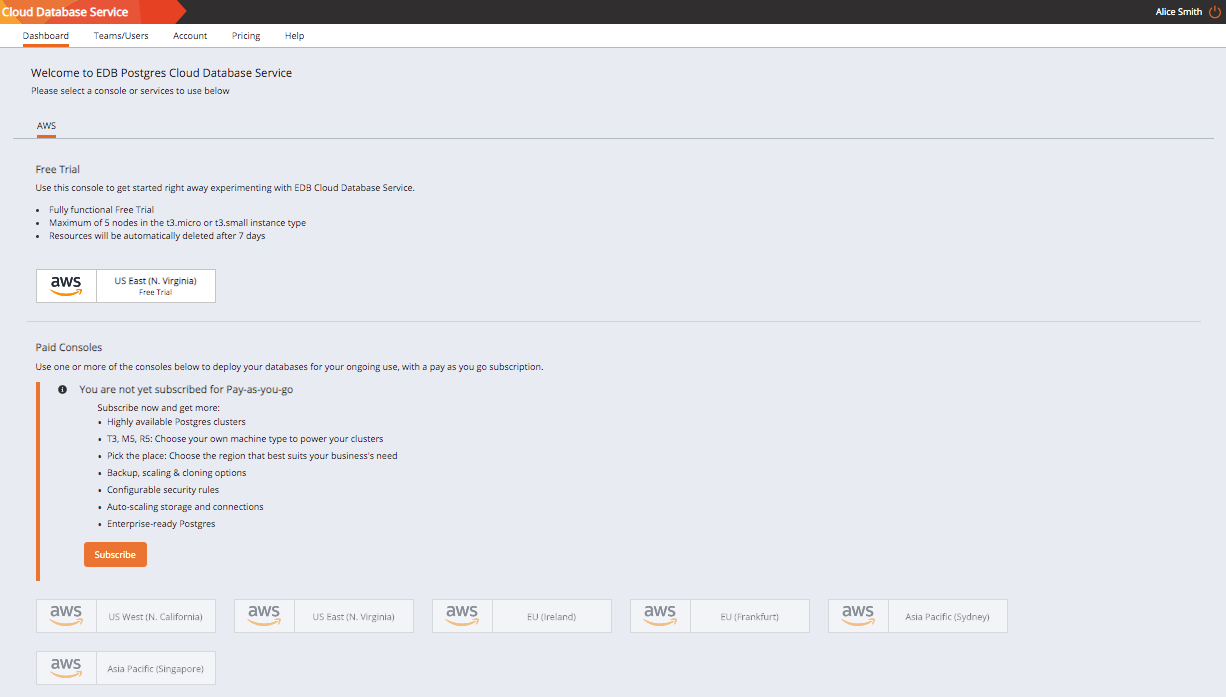 Cloud Database Service
Alice Smith
Dashboard Teams/Users Account Pricing Help
Welcome to EDB Postgres Cloud Database Service
Please select a console or services to use below
AWS
Free Trial
Use this console to get started right away experimenting with EDB Cloud Database Service.
• Fully functional Free Trial
• Maximum of 5 nodes in the t3.micro or t3.small instance type
• Resources will be automatically deleted after 7 days
aws
US East (N. Virginia)
Free Trial
Paid Consoles
Use one or more of the consoles below to deploy your databases for your ongoing use, with a pay as you go subscription.
You are not yet subscribed for Pay-as-you-go
Subscribe now and get more:
• Highly available Postgres clusters
• T3, M5, R5: Choose your own machine type to power your clusters
• Pick the place: Choose the region that best suits your business's need
• Backup, scaling & cloning options
• Configurable security rules
• Auto-scaling storage and connections
• Enterprise-ready Postgres
Subscribe
aws US West (N. California) aws US East (N. Virginia) aws EU (Ireland) aws EU (Frankfurt) aws Asia Pacific (Sydney)
aws Asia Pacific (Singapore)